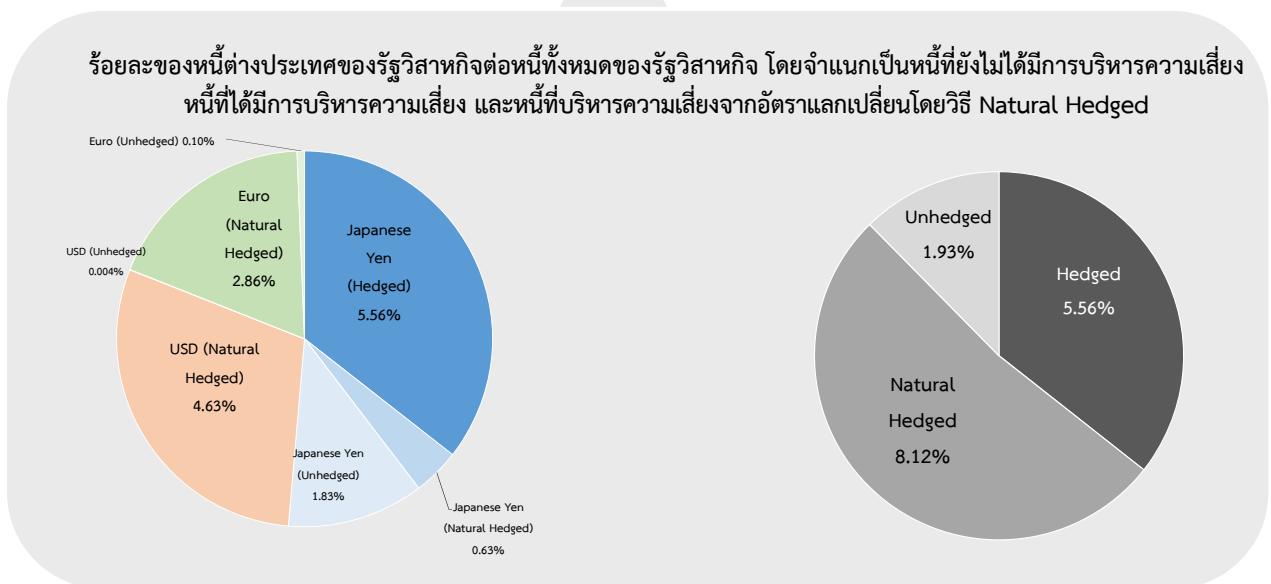 ร้อยละของหนี้ต่างประเทศของรัฐวิสาหกิจต่อหนี้ทั้งหมดของรัฐวิสาหกิจ โดยจำแนกเป็นหนี้ที่ยังไม่ได้มีการบริหารความเสี่ยง
หนี้ที่ได้มีการบริหารความเสี่ยง และหนี้ที่บริหารความเสี่ยงจากอัตราแลกเปลี่ยนโดยวิธี Natural Hedged
Euro (Unhedged) 0.10%
Euro
(Natural
Hedged)
2.86%
Japanese
Yen
(Hedged)
5.56%
USD (Unhedged)
0.004%
USD (Natural
Hedged)
4.63%
Japanese Yen
(Unhedged)
1.83%
Japanese Yen
(Natural Hedged)
0.63%
Unhedged
1.93%
Hedged
5.56%
Natural
Hedged
8.12%